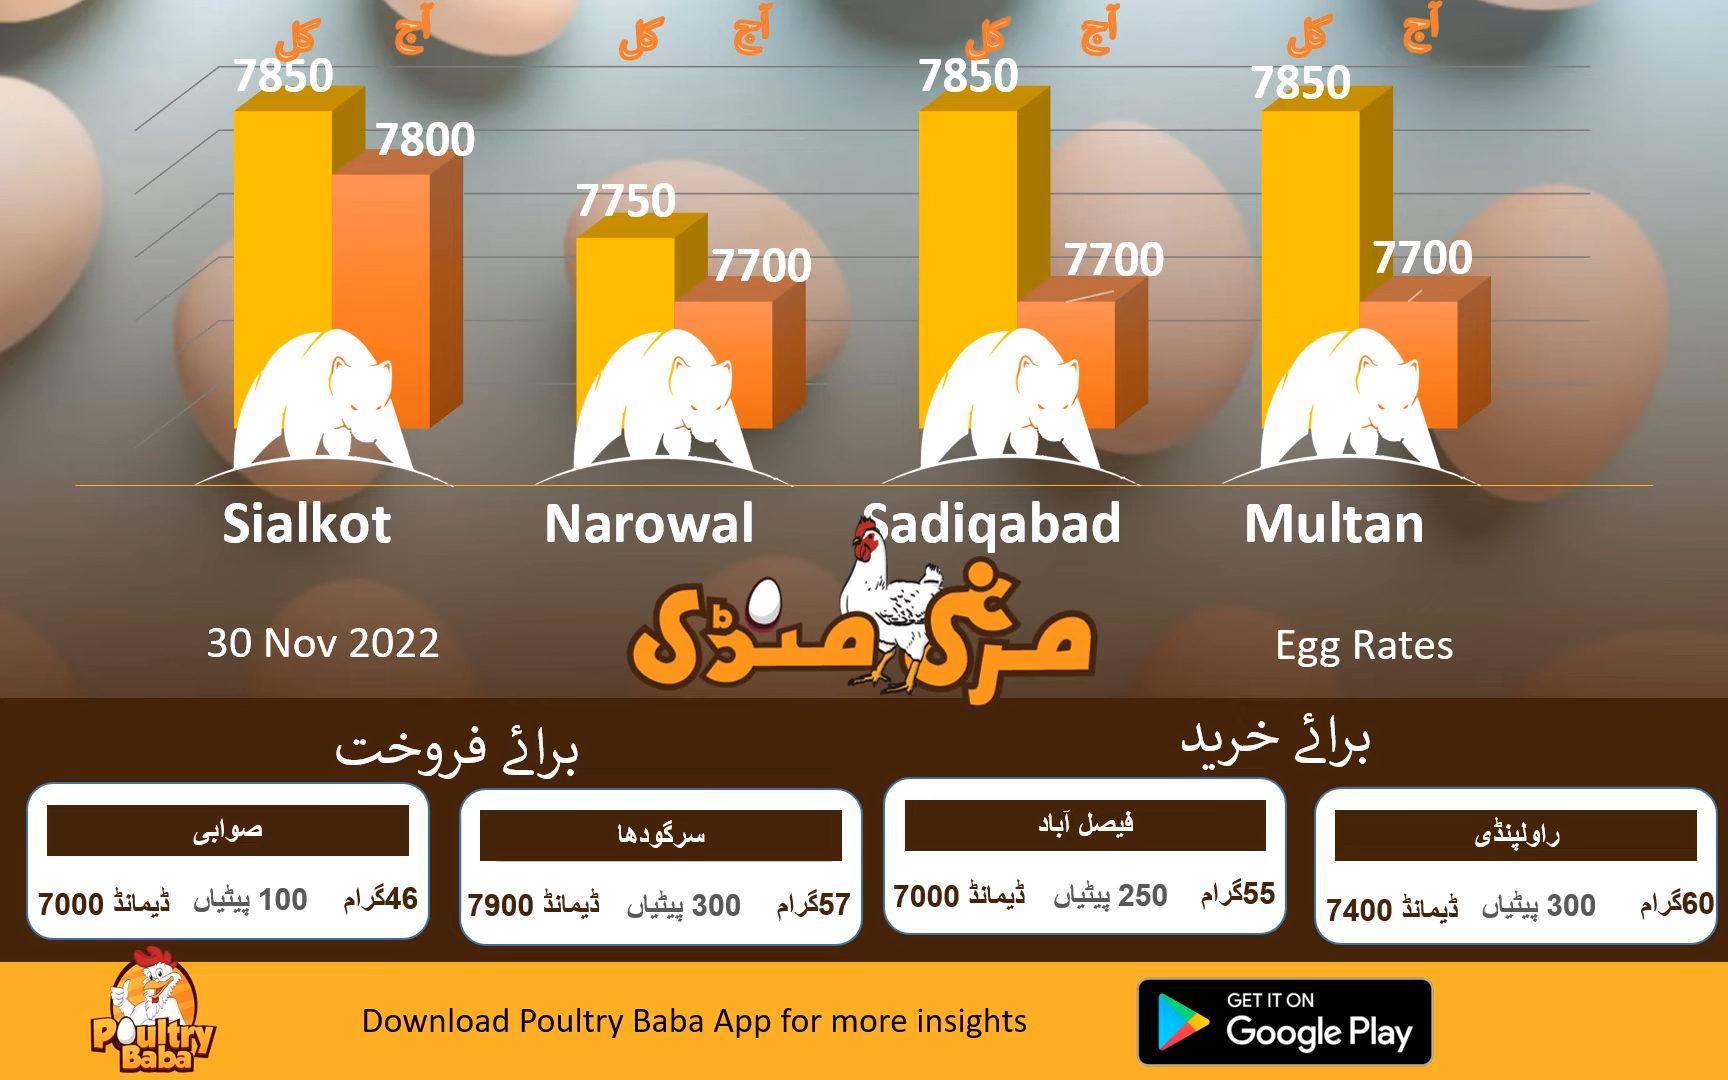 کل آج
کل آج
کل آج
کل آج
7850
7800
7750
7700
7850
7700
7850
7700
Sialkot
Narowal
Sadiqabad
Multan
30 Nov 2022
مرغی منڈی
Egg Rates
برائے خرید
برائے فروخت
راولپنڈی
60گرام 300 پیٹیاں ڈیمانڈ 7400
فیصل آباد
55گرام 250 پیٹیاں ڈیمانڈ 7000
سرگودھا
57گرام 300 پیٹیاں ڈیمانڈ 7900
صوابی
46گرام 100 پیٹیاں ڈیمانڈ 7000
Poultry
Baba
Download Poultry Baba App for more insights
GET IT ON
Google Play